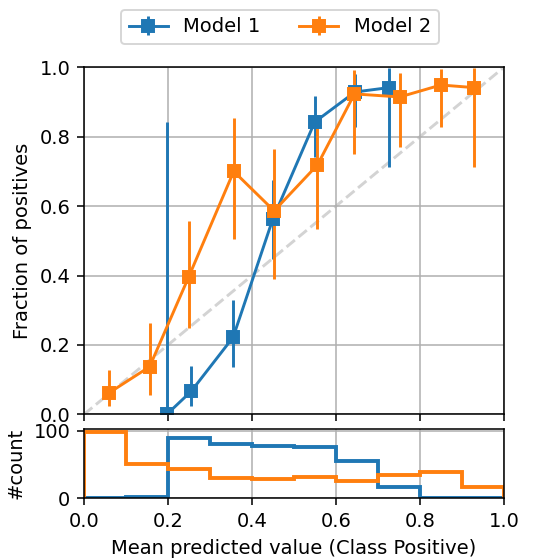 Model 1 Model 2
1.0
0.8
0.6
0.4
0.2
0.0
Fraction of positives
100
0
#count
0.0 0.2 0.4 0.6 0.8 1.0
Mean predicted value (Class Positive)